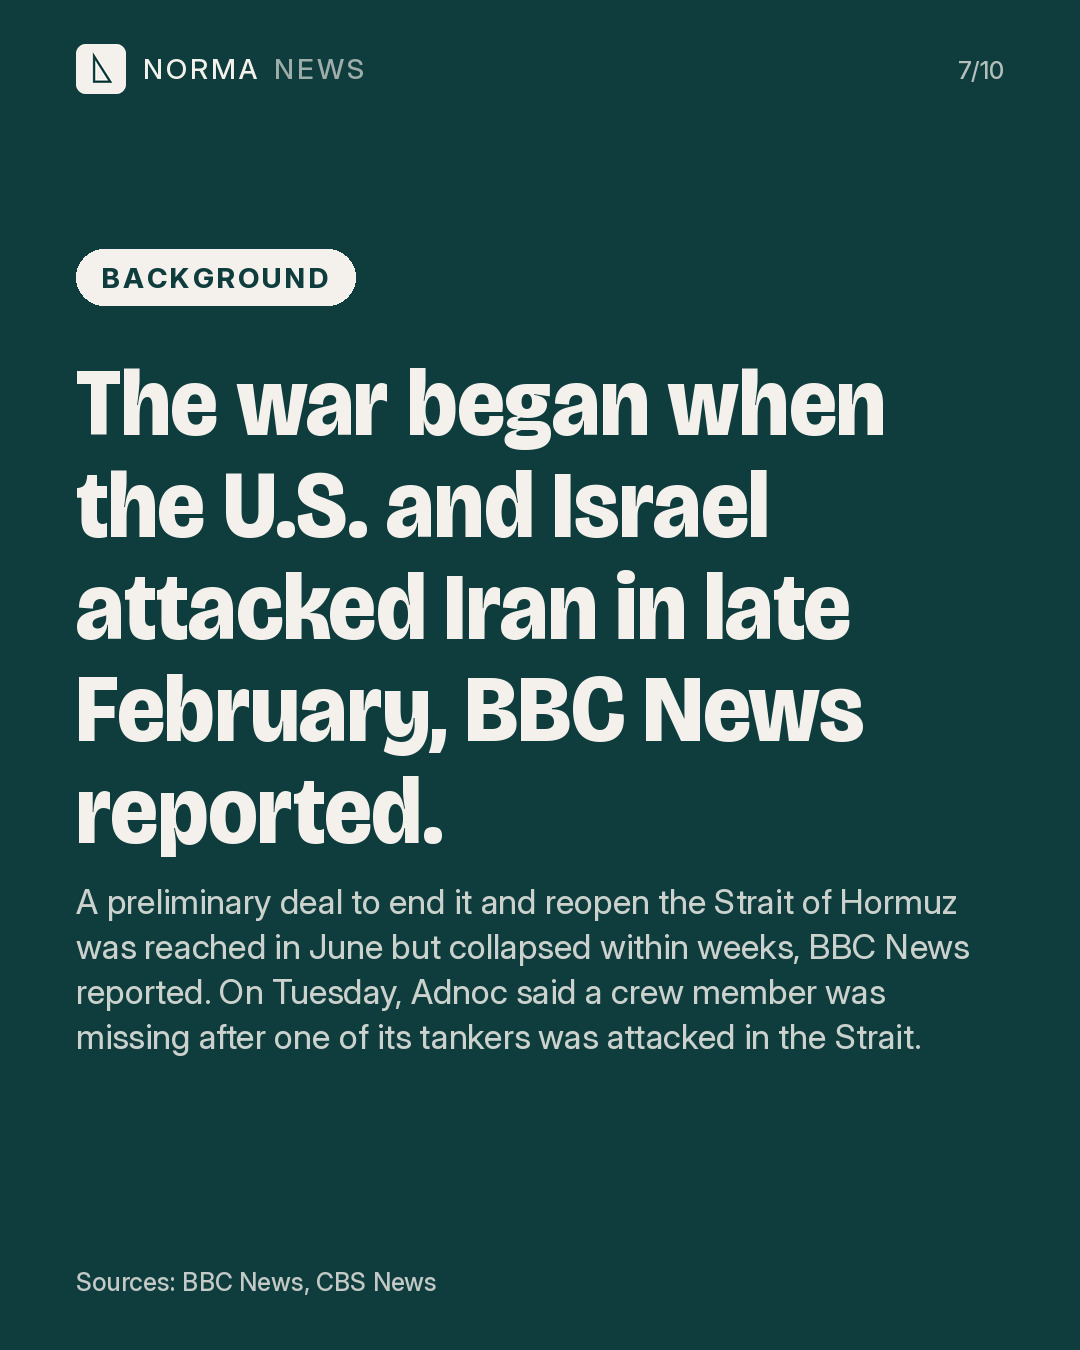 NORMA NEWS
7/10
BACKGROUND
The war began when
the U.S. and Israel
attacked Iran in late
February, BBC News
reported.
A preliminary deal to end it and reopen the Strait of Hormuz
was reached in June but collapsed within weeks, BBC News
reported. On Tuesday, Adnoc said a crew member was
missing after one of its tankers was attacked in the Strait.
Sources: BBC News, CBS News